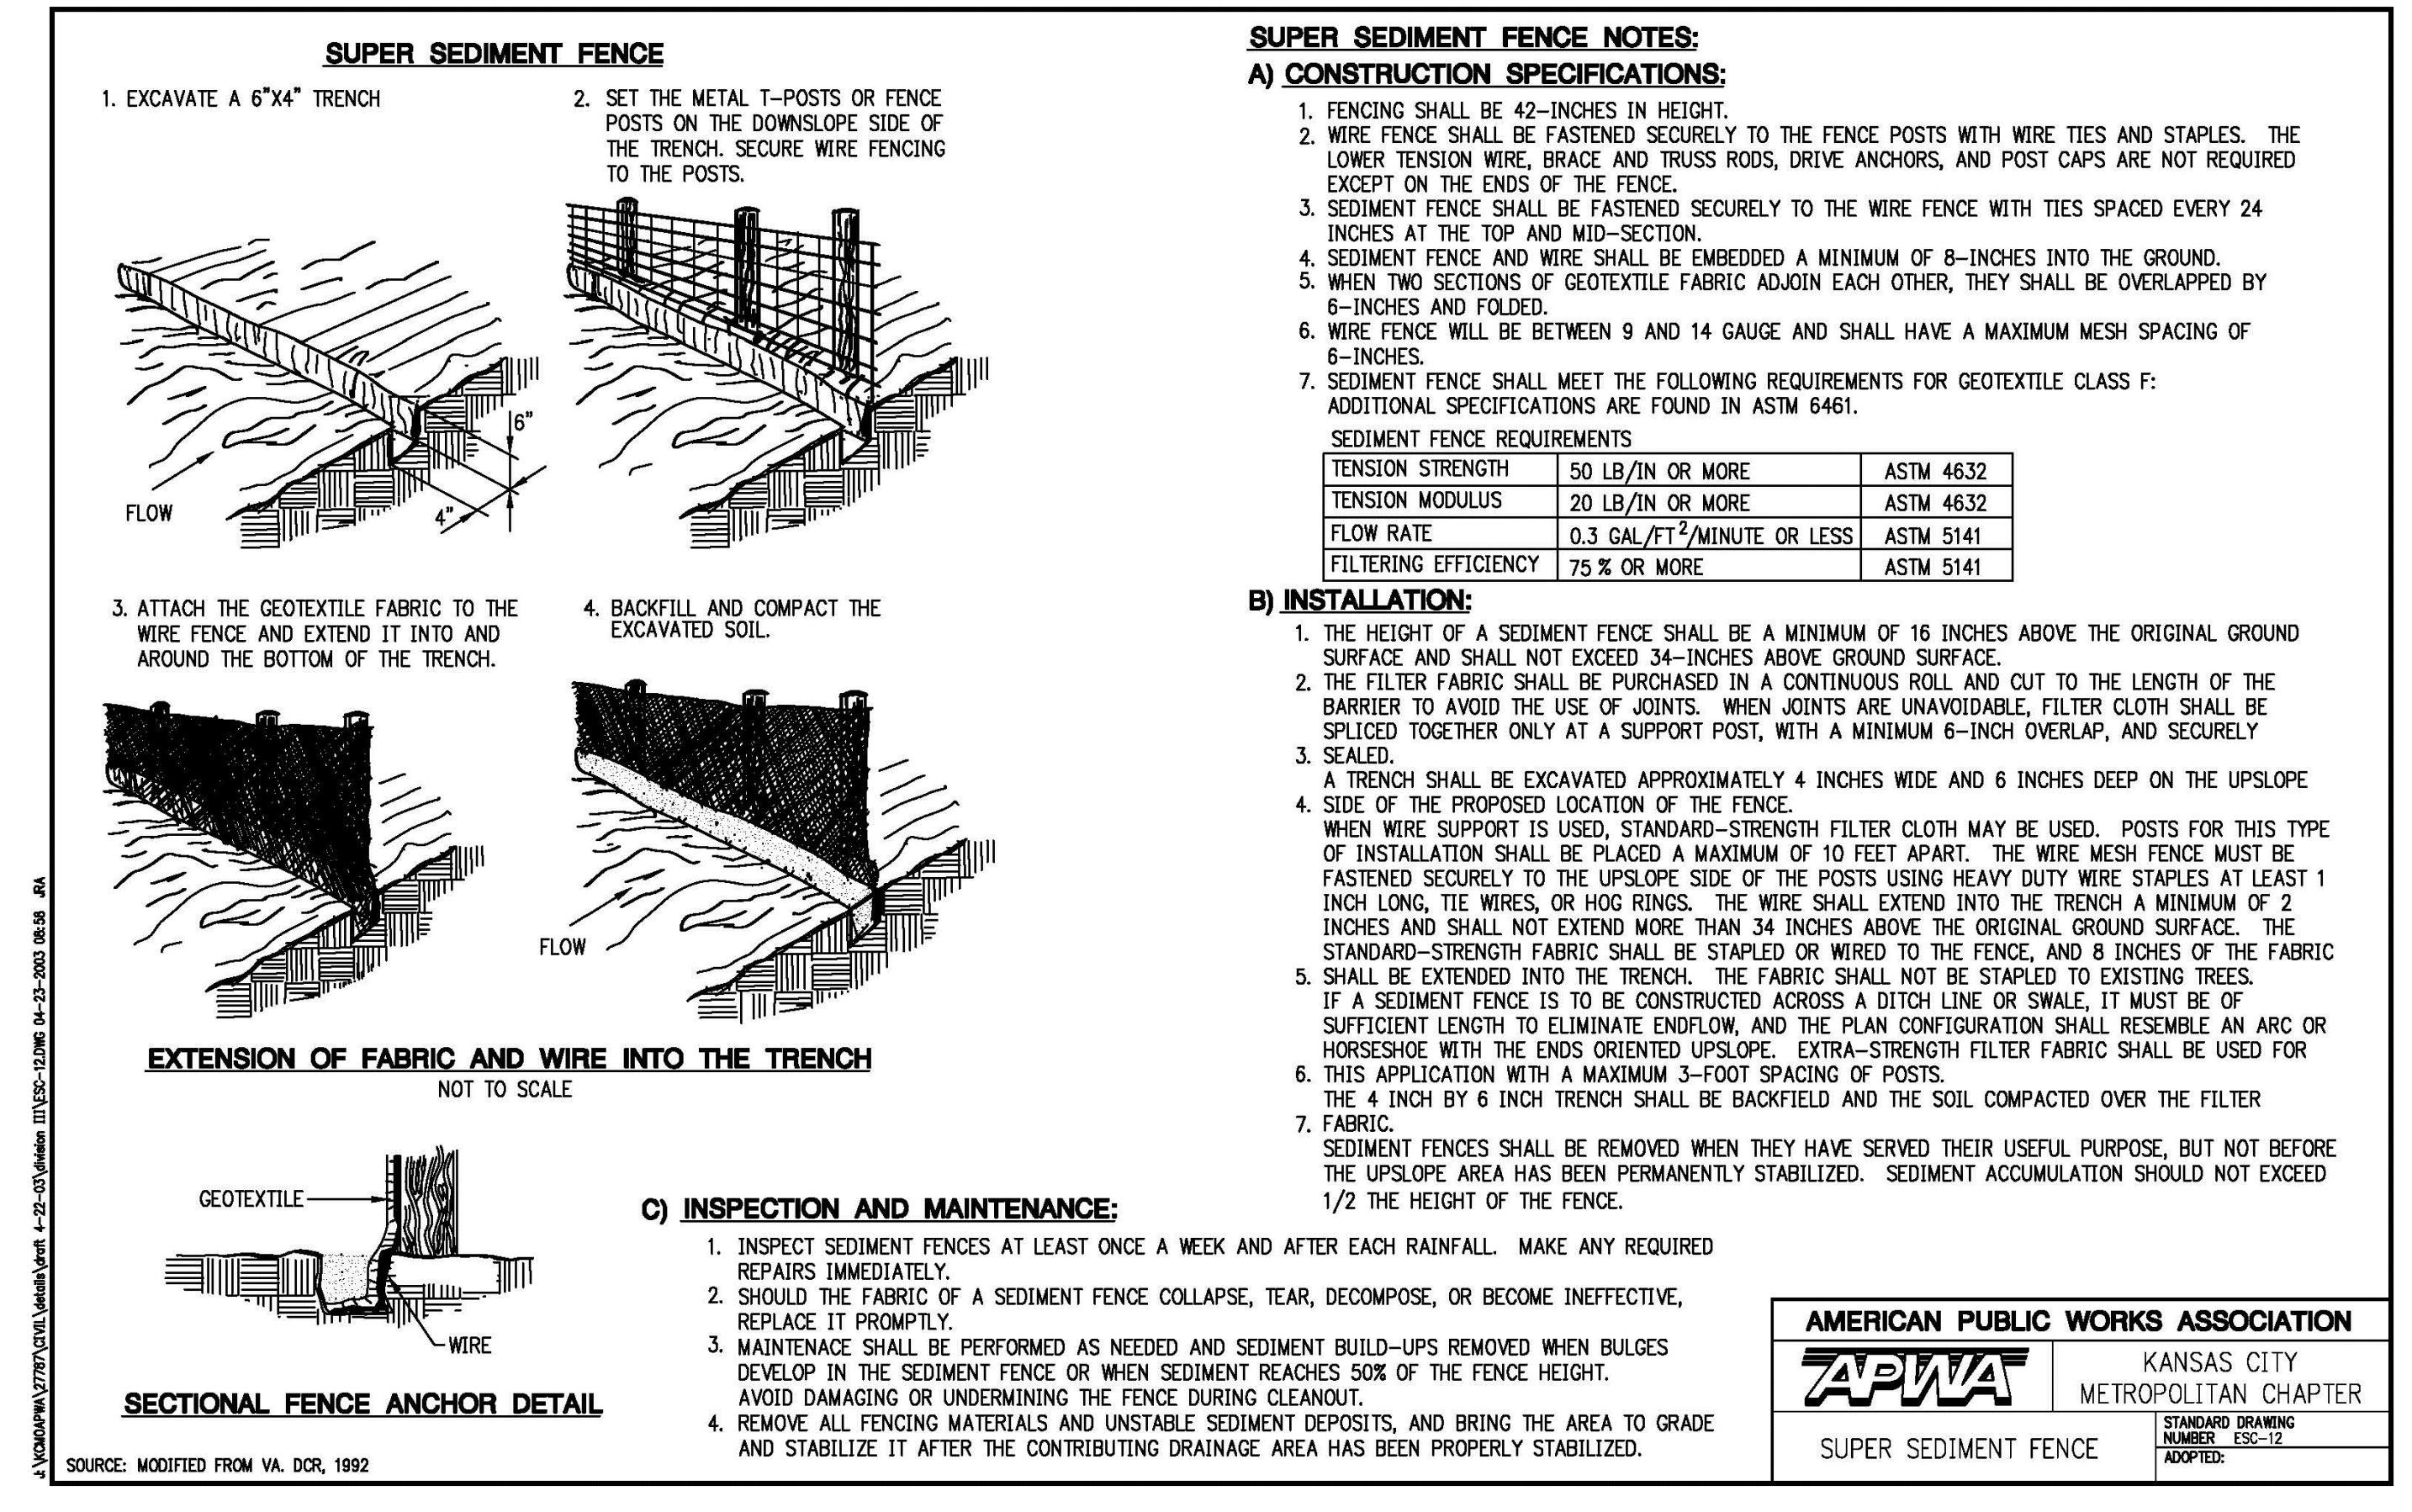 SUPER SEDIMENT FENCE
1. EXCAVATE A 6"X4" TRENCH
2. SET THE METAL T-POSTS OR FENCE
POSTS ON THE DOWNSLOPE SIDE OF
THE TRENCH. SECURE WIRE FENCING
TO THE POSTS.
6"
4"
FLOW
3. ATTACH THE GEOTEXTILE FABRIC TO THE
WIRE FENCE AND EXTEND IT INTO AND
AROUND THE BOTTOM OF THE TRENCH.
4. BACKFILL AND COMPACT THE
EXCAVATED SOIL.
FLOW
EXTENSION OF FABRIC AND WIRE INTO THE TRENCH
NOT TO SCALE
GEOTEXTILE
WIRE
SECTIONAL FENCE ANCHOR DETAIL
SOURCE: MODIFIED FROM VA. DCR, 1992
J:\KCMOAPWA\27787\CIVIL\details\draft 4-22-03\division III\ESC-12.DWG 04-23-2003 08:58 JRA
SUPER SEDIMENT FENCE NOTES:
A) CONSTRUCTION SPECIFICATIONS:
1. FENCING SHALL BE 42-INCHES IN HEIGHT.
2. WIRE FENCE SHALL BE FASTENED SECURELY TO THE FENCE POSTS WITH WIRE TIES AND STAPLES. THE
LOWER TENSION WIRE, BRACE AND TRUSS RODS, DRIVE ANCHORS, AND POST CAPS ARE NOT REQUIRED
EXCEPT ON THE ENDS OF THE FENCE.
3. SEDIMENT FENCE SHALL BE FASTENED SECURELY TO THE WIRE FENCE WITH TIES SPACED EVERY 24
INCHES AT THE TOP AND MID-SECTION.
4. SEDIMENT FENCE AND WIRE SHALL BE EMBEDDED A MINIMUM OF 8-INCHES INTO THE GROUND.
5. WHEN TWO SECTIONS OF GEOTEXTILE FABRIC ADJOIN EACH OTHER, THEY SHALL BE OVERLAPPED BY
6-INCHES AND FOLDED.
6. WIRE FENCE WILL BE BETWEEN 9 AND 14 GAUGE AND SHALL HAVE A MAXIMUM MESH SPACING OF
6-INCHES.
7. SEDIMENT FENCE SHALL MEET THE FOLLOWING REQUIREMENTS FOR GEOTEXTILE CLASS F:
ADDITIONAL SPECIFICATIONS ARE FOUND IN ASTM 6461.
SEDIMENT FENCE REQUIREMENTS
TENSION STRENGTH 50 LB/IN OR MORE ASTM 4632
TENSION MODULUS 20 LB/IN OR MORE ASTM 4632
FLOW RATE 0.3 GAL/FT²/MINUTE OR LESS ASTM 5141
FILTERING EFFICIENCY 75 % OR MORE ASTM 5141
B) INSTALLATION:
1. THE HEIGHT OF A SEDIMENT FENCE SHALL BE A MINIMUM OF 16 INCHES ABOVE THE ORIGINAL GROUND
SURFACE AND SHALL NOT EXCEED 34-INCHES ABOVE GROUND SURFACE.
2. THE FILTER FABRIC SHALL BE PURCHASED IN A CONTINUOUS ROLL AND CUT TO THE LENGTH OF THE
BARRIER TO AVOID THE USE OF JOINTS. WHEN JOINTS ARE UNAVOIDABLE, FILTER CLOTH SHALL BE
SPLICED TOGETHER ONLY AT A SUPPORT POST, WITH A MINIMUM 6-INCH OVERLAP, AND SECURELY
3. SEALED.
A TRENCH SHALL BE EXCAVATED APPROXIMATELY 4 INCHES WIDE AND 6 INCHES DEEP ON THE UPSLOPE
4. SIDE OF THE PROPOSED LOCATION OF THE FENCE.
WHEN WIRE SUPPORT IS USED, STANDARD-STRENGTH FILTER CLOTH MAY BE USED. POSTS FOR THIS TYPE
OF INSTALLATION SHALL BE PLACED A MAXIMUM OF 10 FEET APART. THE WIRE MESH FENCE MUST BE
FASTENED SECURELY TO THE UPSLOPE SIDE OF THE POSTS USING HEAVY DUTY WIRE STAPLES AT LEAST 1
INCH LONG, TIE WIRES, OR HOG RINGS. THE WIRE SHALL EXTEND INTO THE TRENCH A MINIMUM OF 2
INCHES AND SHALL NOT EXTEND MORE THAN 34 INCHES ABOVE THE ORIGINAL GROUND SURFACE. THE
STANDARD-STRENGTH FABRIC SHALL BE STAPLED OR WIRED TO THE FENCE, AND 8 INCHES OF THE FABRIC
5. SHALL BE EXTENDED INTO THE TRENCH. THE FABRIC SHALL NOT BE STAPLED TO EXISTING TREES.
IF A SEDIMENT FENCE IS TO BE CONSTRUCTED ACROSS A DITCH LINE OR SWALE, IT MUST BE OF
SUFFICIENT LENGTH TO ELIMINATE ENDFLOW, AND THE PLAN CONFIGURATION SHALL RESEMBLE AN ARC OR
HORSESHOE WITH THE ENDS ORIENTED UPSLOPE. EXTRA-STRENGTH FILTER FABRIC SHALL BE USED FOR
6. THIS APPLICATION WITH A MAXIMUM 3-FOOT SPACING OF POSTS.
THE 4 INCH BY 6 INCH TRENCH SHALL BE BACKFIELD AND THE SOIL COMPACTED OVER THE FILTER
7. FABRIC.
SEDIMENT FENCES SHALL BE REMOVED WHEN THEY HAVE SERVED THEIR USEFUL PURPOSE, BUT NOT BEFORE
THE UPSLOPE AREA HAS BEEN PERMANENTLY STABILIZED. SEDIMENT ACCUMULATION SHOULD NOT EXCEED
1/2 THE HEIGHT OF THE FENCE.
C) INSPECTION AND MAINTENANCE:
1. INSPECT SEDIMENT FENCES AT LEAST ONCE A WEEK AND AFTER EACH RAINFALL. MAKE ANY REQUIRED
REPAIRS IMMEDIATELY.
2. SHOULD THE FABRIC OF A SEDIMENT FENCE COLLAPSE, TEAR, DECOMPOSE, OR BECOME INEFFECTIVE,
REPLACE IT PROMPTLY.
3. MAINTENACE SHALL BE PERFORMED AS NEEDED AND SEDIMENT BUILD-UPS REMOVED WHEN BULGES
DEVELOP IN THE SEDIMENT FENCE OR WHEN SEDIMENT REACHES 50% OF THE FENCE HEIGHT.
AVOID DAMAGING OR UNDERMINING THE FENCE DURING CLEANOUT.
4. REMOVE ALL FENCING MATERIALS AND UNSTABLE SEDIMENT DEPOSITS, AND BRING THE AREA TO GRADE
AND STABILIZE IT AFTER THE CONTRIBUTING DRAINAGE AREA HAS BEEN PROPERLY STABILIZED.
AMERICAN PUBLIC WORKS ASSOCIATION
APWA
KANSAS CITY
METROPOLITAN CHAPTER
SUPER SEDIMENT FENCE
STANDARD DRAWING
NUMBER ESC-12
ADOPTED: